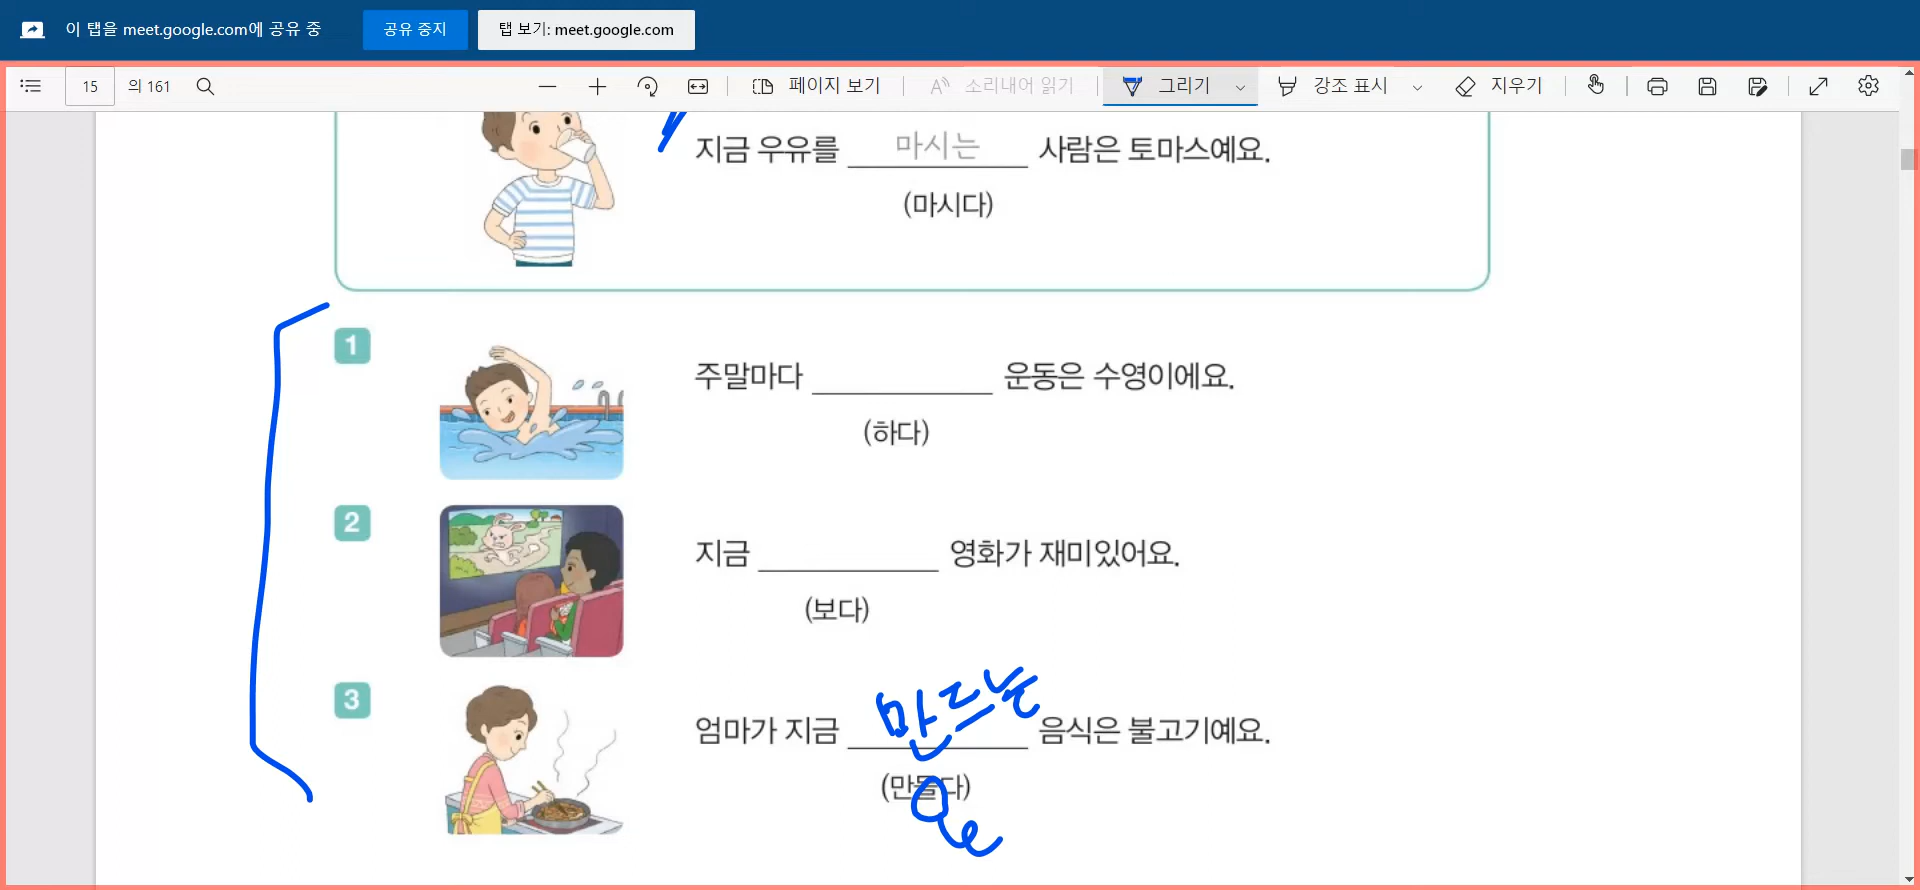 이 탭을 meet.google.com에 공유 중 공유 중지 탭 보기: meet.google.com
15 의 161 페이지 보기 소리내어 읽기 그리기 강조 표시 지우기
지금 우유를 마시는 사람은 토마스예요.
(마시다)
1
주말마다 운동은 수영이에요.
(하다)
2
지금 영화가 재미있어요.
(보다)
3
엄마가 지금 만드는 음식은 불고기예요.
(만들다)